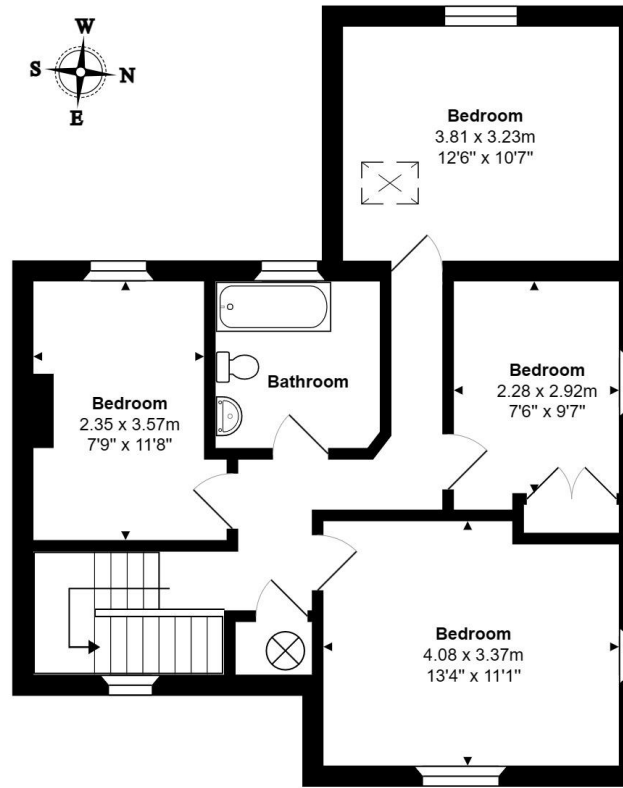 W
S
N
E
Bedroom
3.81 x 3.23m
12'6" x 10'7"
Bedroom
2.35 x 3.57m
7'9" x 11'8"
Bathroom
Bedroom
2.28 x 2.92m
7'6" x 9'7"
Bedroom
4.08 x 3.37m
13'4" x 11'1"